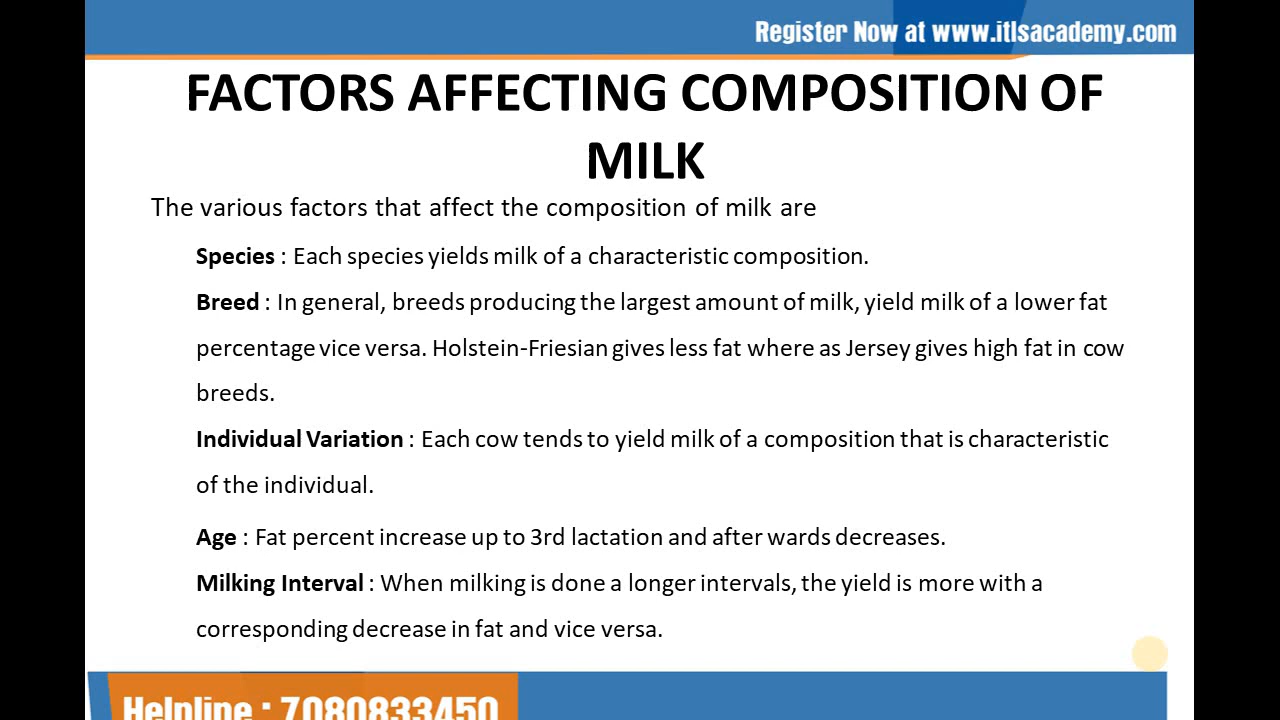 Register Now at www.itlsacademy.com
FACTORS AFFECTING COMPOSITION OF
MILK
The various factors that affect the composition of milk are
Species : Each species yields milk of a characteristic composition.
Breed : In general, breeds producing the largest amount of milk, yield milk of a lower fat
percentage vice versa. Holstein-Friesian gives less fat where as Jersey gives high fat in cow
breeds.
Individual Variation : Each cow tends to yield milk of a composition that is characteristic
of the individual.
Age : Fat percent increase up to 3rd lactation and after wards decreases.
Milking Interval : When milking is done a longer intervals, the yield is more with a
corresponding decrease in fat and vice versa.
Helpline : 7080833450